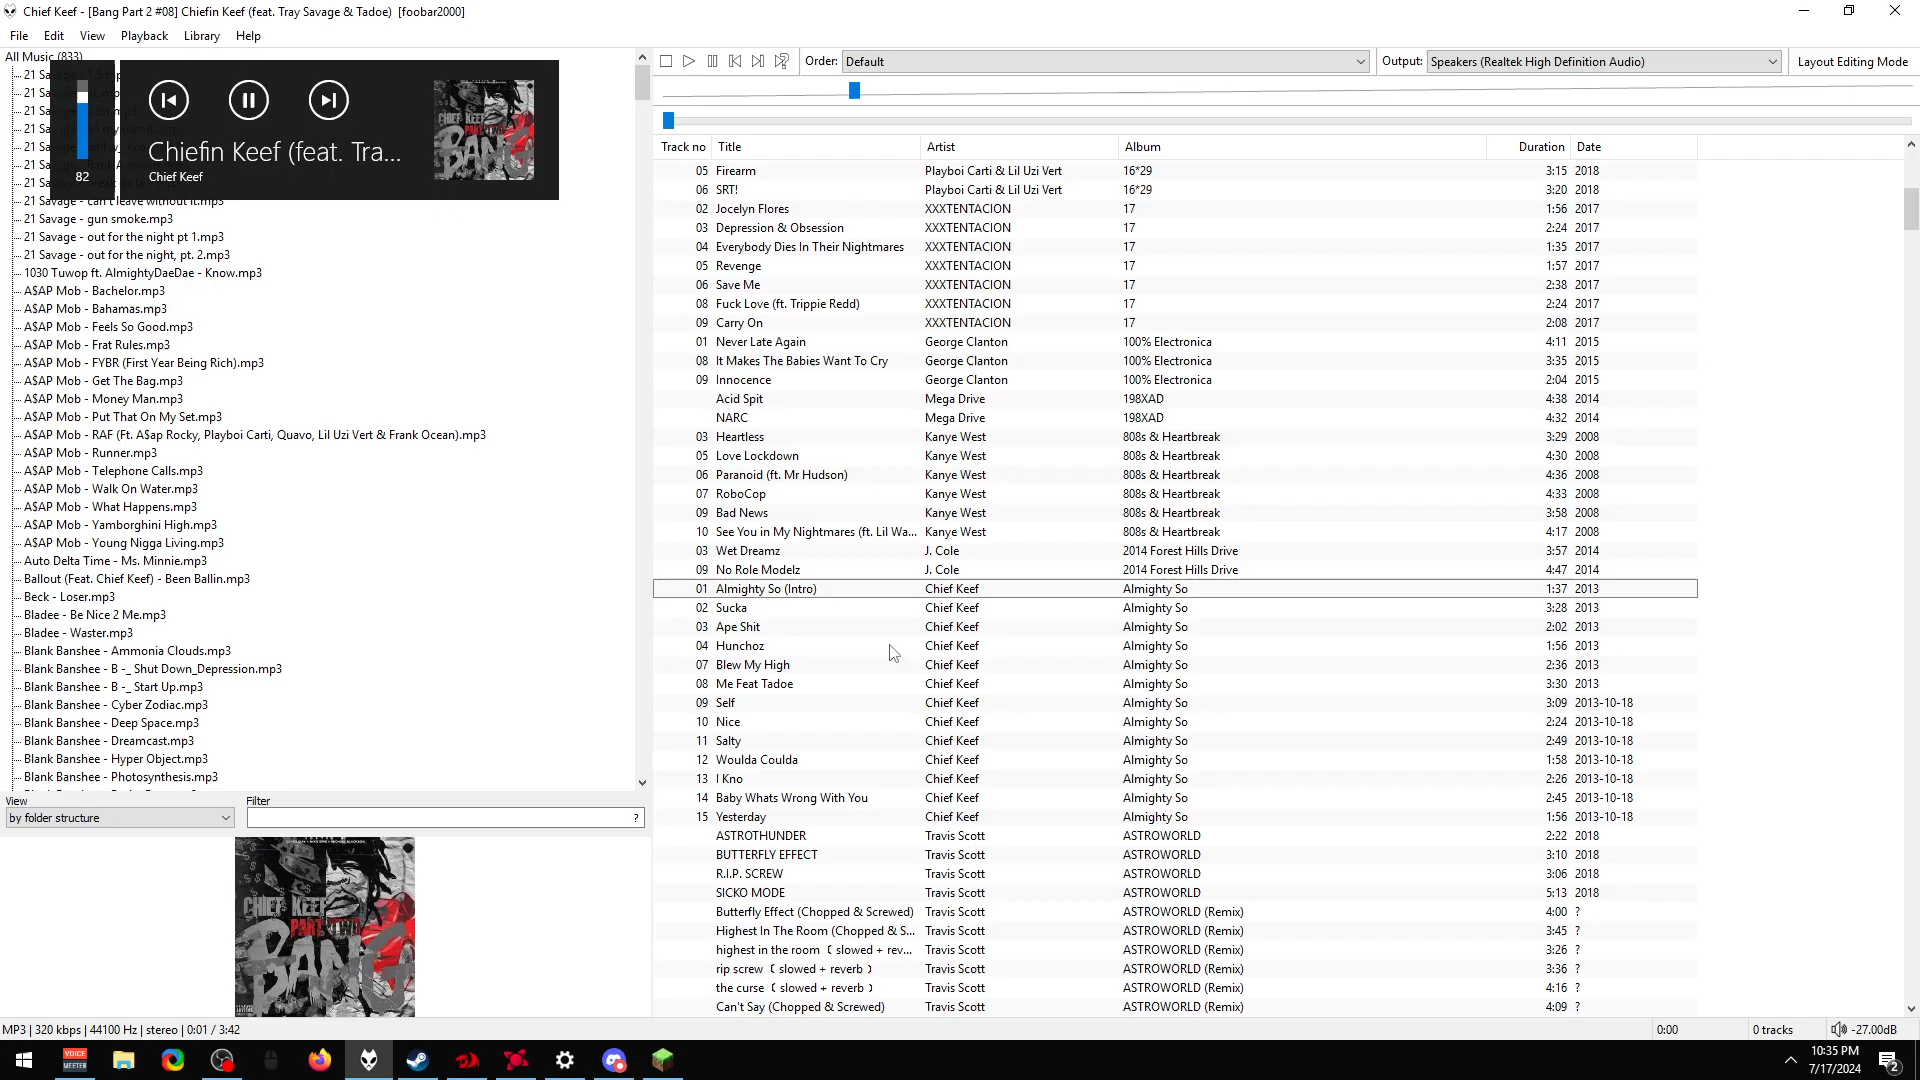 Chief Keef - [Bang Part 2 #08] Chiefin Keef (feat. Tray Savage & Tadoe)  [foobar2000]
File Edit View Playback Library Help
All Music (833)
82
Chiefin Keef (feat. Tra...
Chief Keef
CHIEF KEEF
PART TWO
BANG
21 Savage - can't leave without it.mp3
21 Savage - gun smoke.mp3
21 Savage - out for the night pt 1.mp3
21 Savage - out for the night, pt. 2.mp3
1030 Tuwop ft. AlmightyDaeDae - Know.mp3
A$AP Mob - Bachelor.mp3
A$AP Mob - Bahamas.mp3
A$AP Mob - Feels So Good.mp3
A$AP Mob - Frat Rules.mp3
A$AP Mob - FYBR (First Year Being Rich).mp3
A$AP Mob - Get The Bag.mp3
A$AP Mob - Money Man.mp3
A$AP Mob - Put That On My Set.mp3
A$AP Mob - RAF (Ft. A$ap Rocky, Playboi Carti, Quavo, Lil Uzi Vert & Frank Ocean).mp3
A$AP Mob - Runner.mp3
A$AP Mob - Telephone Calls.mp3
A$AP Mob - Walk On Water.mp3
A$AP Mob - What Happens.mp3
A$AP Mob - Yamborghini High.mp3
A$AP Mob - Young Nigga Living.mp3
Auto Delta Time - Ms. Minnie.mp3
Ballout (Feat. Chief Keef) - Been Ballin.mp3
Beck - Loser.mp3
Bladee - Be Nice 2 Me.mp3
Bladee - Waster.mp3
Blank Banshee - Ammonia Clouds.mp3
Blank Banshee - B -_ Shut Down_Depression.mp3
Blank Banshee - B -_ Start Up.mp3
Blank Banshee - Cyber Zodiac.mp3
Blank Banshee - Deep Space.mp3
Blank Banshee - Dreamcast.mp3
Blank Banshee - Hyper Object.mp3
Blank Banshee - Photosynthesis.mp3
View Filter
by folder structure ?
CHIEF KEEF
PART TWO
BANG
Order: Default Output: Speakers (Realtek High Definition Audio) Layout Editing Mode
Track no Title Artist Album Duration Date
05 Firearm Playboi Carti & Lil Uzi Vert 16*29 3:15 2018
06 SRT! Playboi Carti & Lil Uzi Vert 16*29 3:20 2018
02 Jocelyn Flores XXXTENTACION 17 1:56 2017
03 Depression & Obsession XXXTENTACION 17 2:24 2017
04 Everybody Dies In Their Nightmares XXXTENTACION 17 1:35 2017
05 Revenge XXXTENTACION 17 1:57 2017
06 Save Me XXXTENTACION 17 2:38 2017
08 Fuck Love (ft. Trippie Redd) XXXTENTACION 17 2:24 2017
09 Carry On XXXTENTACION 17 2:08 2017
01 Never Late Again George Clanton 100% Electronica 4:11 2015
08 It Makes The Babies Want To Cry George Clanton 100% Electronica 3:35 2015
09 Innocence George Clanton 100% Electronica 2:04 2015
Acid Spit Mega Drive 198XAD 4:38 2014
NARC Mega Drive 198XAD 4:32 2014
03 Heartless Kanye West 808s & Heartbreak 3:29 2008
05 Love Lockdown Kanye West 808s & Heartbreak 4:30 2008
06 Paranoid (ft. Mr Hudson) Kanye West 808s & Heartbreak 4:36 2008
07 RoboCop Kanye West 808s & Heartbreak 4:33 2008
09 Bad News Kanye West 808s & Heartbreak 3:58 2008
10 See You in My Nightmares (ft. Lil Wa... Kanye West 808s & Heartbreak 4:17 2008
03 Wet Dreamz J. Cole 2014 Forest Hills Drive 3:57 2014
09 No Role Modelz J. Cole 2014 Forest Hills Drive 4:47 2014
01 Almighty So (Intro) Chief Keef Almighty So 1:37 2013
02 Sucka Chief Keef Almighty So 3:28 2013
03 Ape Shit Chief Keef Almighty So 2:02 2013
04 Hunchoz Chief Keef Almighty So 1:56 2013
07 Blew My High Chief Keef Almighty So 2:36 2013
08 Me Feat Tadoe Chief Keef Almighty So 3:30 2013
09 Self Chief Keef Almighty So 3:09 2013-10-18
10 Nice Chief Keef Almighty So 2:24 2013-10-18
11 Salty Chief Keef Almighty So 2:49 2013-10-18
12 Woulda Coulda Chief Keef Almighty So 1:58 2013-10-18
13 I Kno Chief Keef Almighty So 2:26 2013-10-18
14 Baby Whats Wrong With You Chief Keef Almighty So 2:45 2013-10-18
15 Yesterday Chief Keef Almighty So 1:56 2013-10-18
ASTROTHUNDER Travis Scott ASTROWORLD 2:22 2018
BUTTERFLY EFFECT Travis Scott ASTROWORLD 3:10 2018
R.I.P. SCREW Travis Scott ASTROWORLD 3:06 2018
SICKO MODE Travis Scott ASTROWORLD 5:13 2018
Butterfly Effect (Chopped & Screwed) Travis Scott ASTROWORLD (Remix) 4:00 ?
Highest In The Room (Chopped & S... Travis Scott ASTROWORLD (Remix) 3:45 ?
highest in the room ⦗ slowed + rev... Travis Scott ASTROWORLD (Remix) 3:26 ?
rip screw ⦗ slowed + reverb ⦘ Travis Scott ASTROWORLD (Remix) 3:36 ?
the curse ⦗ slowed + reverb ⦘ Travis Scott ASTROWORLD (Remix) 4:16 ?
Can't Say (Chopped & Screwed) Travis Scott ASTROWORLD (Remix) 4:09 ?
MP3 | 320 kbps | 44100 Hz | stereo | 0:01 / 3:42 0:00 0 tracks -27.00dB
VOICE
MEETER
10:35 PM
7/17/2024
2